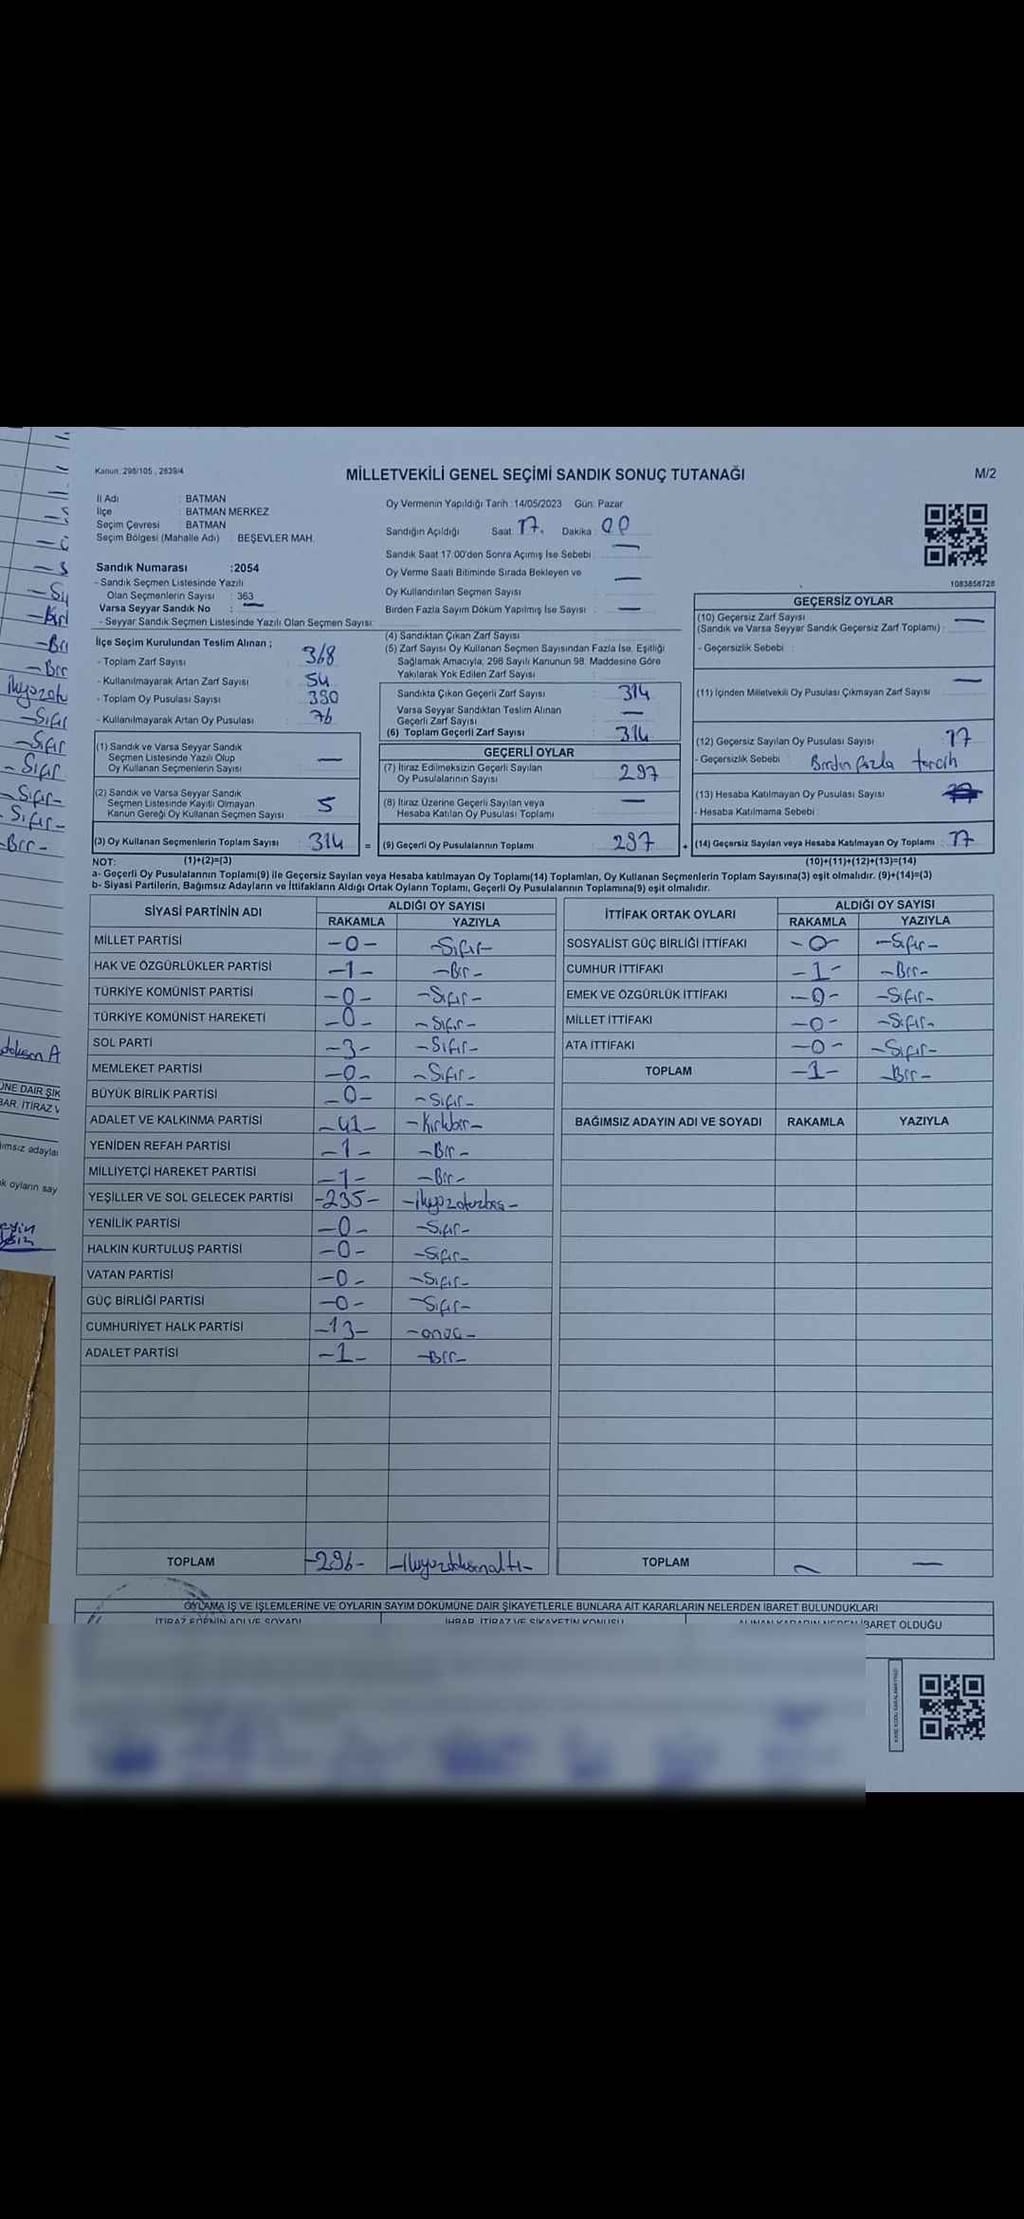 Kanun: 298/105 , 2839/4
MİLLETVEKİLİ GENEL SEÇİMİ SANDIK SONUÇ TUTANAĞI
M/2
İl Adı : BATMAN
İlçe : BATMAN MERKEZ
Seçim Çevresi : BATMAN
Seçim Bölgesi (Mahalle Adı) : BEŞEVLER MAH.
Sandık Numarası :2054
- Sandık Seçmen Listesinde Yazılı
Olan Seçmenlerin Sayısı : 363
Varsa Seyyar Sandık No : —
- Seyyar Sandık Seçmen Listesinde Yazılı Olan Seçmen Sayısı:
Oy Vermenin Yapıldığı Tarih :14/05/2023 Gün: Pazar
Sandığın Açıldığı Saat: 17. Dakika : 00
Sandık Saat 17:00'den Sonra Açımış İse Sebebi : —
Oy Verme Saati Bitiminde Sırada Bekleyen ve
Oy Kullandırılan Seçmen Sayısı : —
Birden Fazla Sayım Döküm Yapılmış İse Sayısı : —
1083856728
İlçe Seçim Kurulundan Teslim Alınan ;
- Toplam Zarf Sayısı 368
- Kullanılmayarak Artan Zarf Sayısı 54
- Toplam Oy Pusulası Sayısı 390
- Kullanılmayarak Artan Oy Pusulası 76
(1) Sandık ve Varsa Seyyar Sandık
Seçmen Listesinde Yazılı Olup
Oy Kullanan Seçmenlerin Sayısı —
(2) Sandık ve Varsa Seyyar Sandık
Seçmen Listesinde Kayıtlı Olmayan
Kanun Gereği Oy Kullanan Seçmen Sayısı 5
(3) Oy Kullanan Seçmenlerin Toplam Sayısı 314 =
(4) Sandıktan Çıkan Zarf Sayısı
(5) Zarf Sayısı Oy Kullanan Seçmen Sayısından Fazla İse, Eşitliği
Sağlamak Amacıyla, 298 Sayılı Kanunun 98. Maddesine Göre
Yakılarak Yok Edilen Zarf Sayısı
Sandıkta Çıkan Geçerli Zarf Sayısı 314
Varsa Seyyar Sandıktan Teslim Alınan
Geçerli Zarf Sayısı —
(6) Toplam Geçerli Zarf Sayısı 314
GEÇERLİ OYLAR
(7) İtiraz Edilmeksizin Geçerli Sayılan
Oy Pusulalarının Sayısı 297
(8) İtiraz Üzerine Geçerli Sayılan veya
Hesaba Katılan Oy Pusulası Toplamı —
(9) Geçerli Oy Pusulalarının Toplamı 297 +
GEÇERSİZ OYLAR
(10) Geçersiz Zarf Sayısı
(Sandık ve Varsa Seyyar Sandık Geçersiz Zarf Toplamı) : —
- Geçersizlik Sebebi :
(11) İçinden Milletvekili Oy Pusulası Çıkmayan Zarf Sayısı —
(12) Geçersiz Sayılan Oy Pusulası Sayısı 17
- Geçersizlik Sebebi : Birden fazla tercih
(13) Hesaba Katılmayan Oy Pusulası Sayısı
- Hesaba Katılmama Sebebi :
(14) Geçersiz Sayılan veya Hesaba Katılmayan Oy Toplamı : 17
NOT: (1)+(2)=(3) (10)+(11)+(12)+(13)=(14)
a- Geçerli Oy Pusulalarının Toplamı(9) ile Geçersiz Sayılan veya Hesaba katılmayan Oy Toplamı(14) Toplamları, Oy Kullanan Seçmenlerin Toplam Sayısına(3) eşit olmalıdır. (9)+(14)=(3)
b- Siyasi Partilerin, Bağımsız Adayların ve İttifakların Aldığı Ortak Oyların Toplamı, Geçerli Oy Pusulalarının Toplamına(9) eşit olmalıdır.
SİYASİ PARTİNİN ADI ALDIĞI OY SAYISI
RAKAMLA YAZIYLA
MİLLET PARTİSİ -0- -Sıfır-
HAK VE ÖZGÜRLÜKLER PARTİSİ -1- -Bir-
TÜRKİYE KOMÜNİST PARTİSİ -0- -Sıfır-
TÜRKİYE KOMÜNİST HAREKETİ -0- -Sıfır-
SOL PARTİ -3- -Sıfır-
MEMLEKET PARTİSİ -0- -Sıfır-
BÜYÜK BİRLİK PARTİSİ -0- -Sıfır-
ADALET VE KALKINMA PARTİSİ -41- -Kırkbir-
YENİDEN REFAH PARTİSİ -1- -Bir-
MİLLİYETÇİ HAREKET PARTİSİ -1- -Bir-
YEŞİLLER VE SOL GELECEK PARTİSİ -235- -ikiyüzotuzbeş-
YENİLİK PARTİSİ -0- -Sıfır-
HALKIN KURTULUŞ PARTİSİ -0- -Sıfır-
VATAN PARTİSİ -0- -Sıfır-
GÜÇ BİRLİĞİ PARTİSİ -0- -Sıfır-
CUMHURİYET HALK PARTİSİ -13- -onüç-
ADALET PARTİSİ -1- -Bir-
TOPLAM -296- -ikiyüzdoksanaltı-
İTTİFAK ORTAK OYLARI ALDIĞI OY SAYISI
RAKAMLA YAZIYLA
SOSYALİST GÜÇ BİRLİĞİ İTTİFAKI -0- -Sıfır-
CUMHUR İTTİFAKI -1- -Bir-
EMEK VE ÖZGÜRLÜK İTTİFAKI -0- -Sıfır-
MİLLET İTTİFAKI -0- -Sıfır-
ATA İTTİFAKI -0- -Sıfır-
TOPLAM -1- -Bir-
BAĞIMSIZ ADAYIN ADI VE SOYADI RAKAMLA YAZIYLA
TOPLAM — —
OYLAMA İŞ VE İŞLEMLERİNE VE OYLARIN SAYIM DÖKÜMÜNE DAİR ŞİKAYETLERLE BUNLARA AİT KARARLARIN NELERDEN İBARET BULUNDUKLARI
İTİRAZ EDENİN ADI VE SOYADI İHBAR, İTİRAZ VE ŞİKAYETİN KONUSU ALINAN KARARIN NEDEN İBARET OLDUĞU